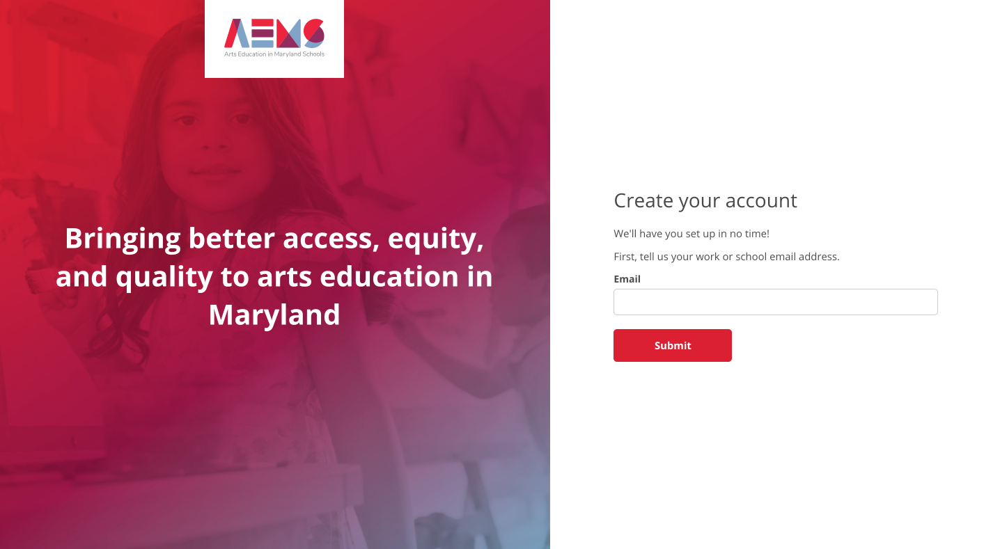 AEMS
Arts Education in Maryland Schools
Bringing better access, equity,
and quality to arts education in
Maryland
Create your account
We'll have you set up in no time!
First, tell us your work or school email address.
Email
Submit